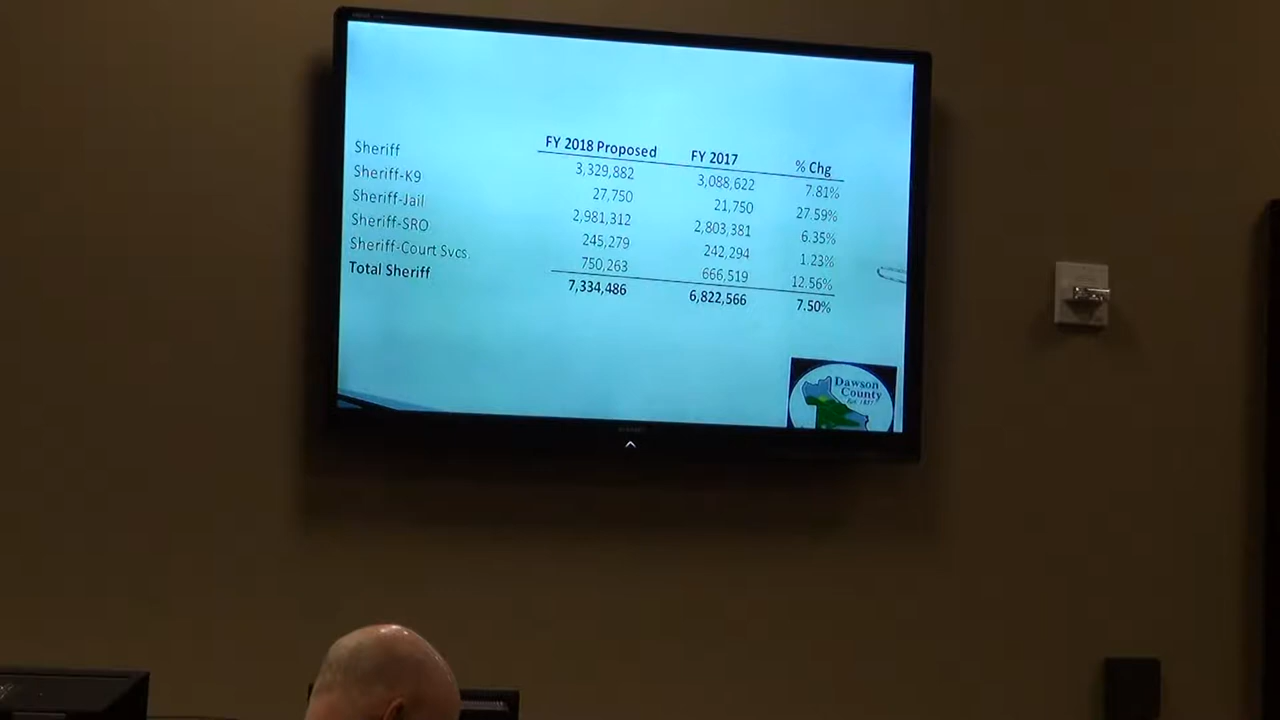 FY 2018 Proposed FY 2017 % Chg
Sheriff 3,329,882 3,088,622 7.81%
Sheriff-K9 27,750 21,750 27.59%
Sheriff-Jail 2,981,312 2,803,381 6.35%
Sheriff-SRO 245,279 242,294 1.23%
Sheriff-Court Svcs. 750,263 666,519 12.56%
Total Sheriff 7,334,486 6,822,566 7.50%
Dawson
County
Est. 1857